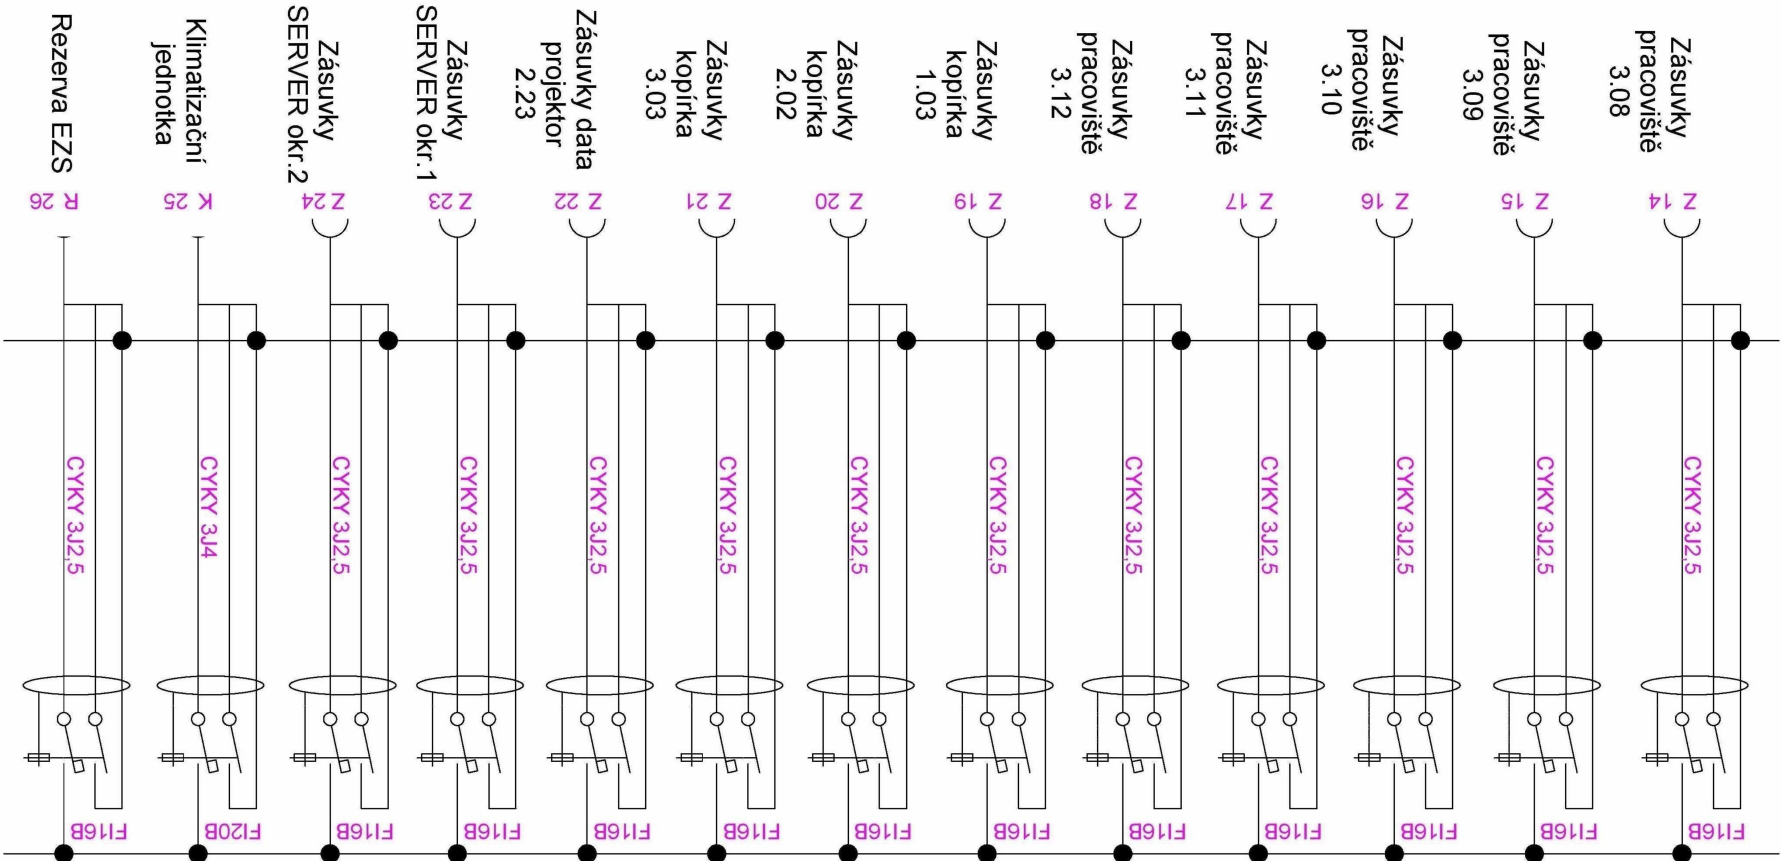 Rezerva EZS
Klimatizační
jednotka
Zásuvky
SERVER okr.2
Zásuvky
SERVER okr.1
Zásuvky data
projektor
2.23
Zásuvky
kopírka
3.03
Zásuvky
kopírka
2.02
Zásuvky
kopírka
1.03
Zásuvky
pracoviště
3.12
Zásuvky
pracoviště
3.11
Zásuvky
pracoviště
3.10
Zásuvky
pracoviště
3.09
Zásuvky
pracoviště
3.08
R 26
K 25
Z 24
Z 23
Z 22
Z 21
Z 20
Z 19
Z 18
Z 17
Z 16
Z 15
Z 14
CYKY 3J2,5
CYKY 3J4
CYKY 3J2,5
CYKY 3J2,5
CYKY 3J2,5
CYKY 3J2,5
CYKY 3J2,5
CYKY 3J2,5
CYKY 3J2,5
CYKY 3J2,5
CYKY 3J2,5
CYKY 3J2,5
CYKY 3J2,5
FI16B
FI20B
FI16B
FI16B
FI16B
FI16B
FI16B
FI16B
FI16B
FI16B
FI16B
FI16B
FI16B